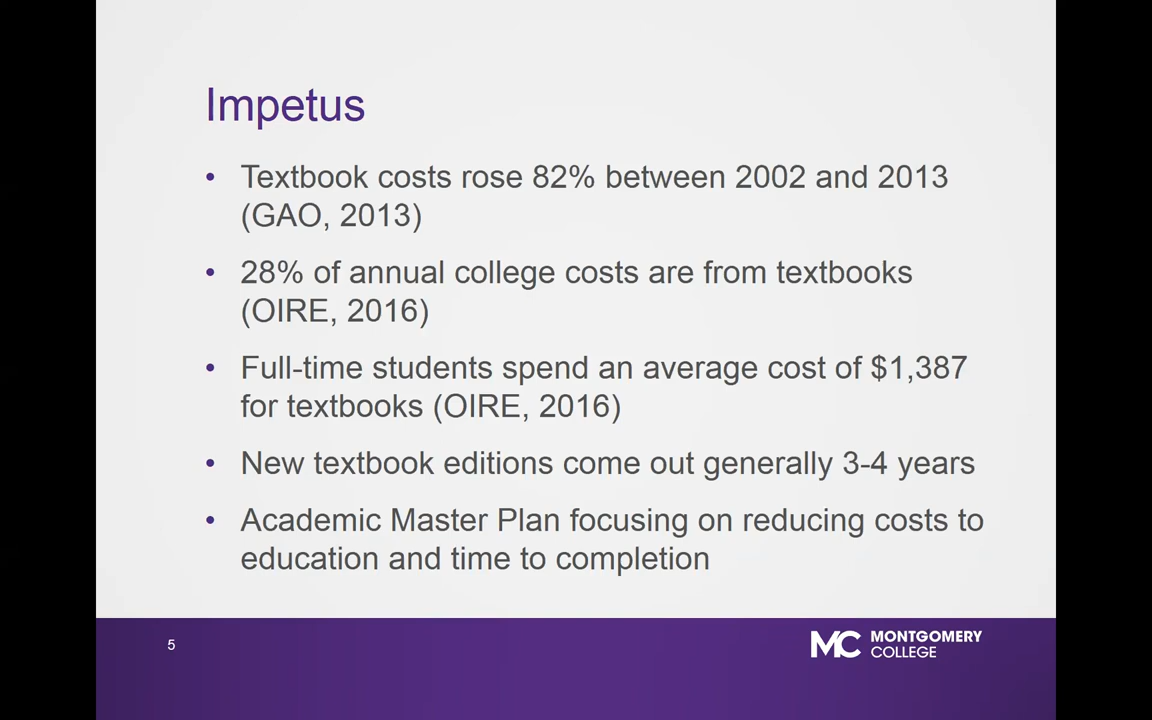 Impetus
• Textbook costs rose 82% between 2002 and 2013
(GAO, 2013)
• 28% of annual college costs are from textbooks
(OIRE, 2016)
• Full-time students spend an average cost of $1,387
for textbooks (OIRE, 2016)
• New textbook editions come out generally 3-4 years
• Academic Master Plan focusing on reducing costs to
education and time to completion
5
MC MONTGOMERY
COLLEGE